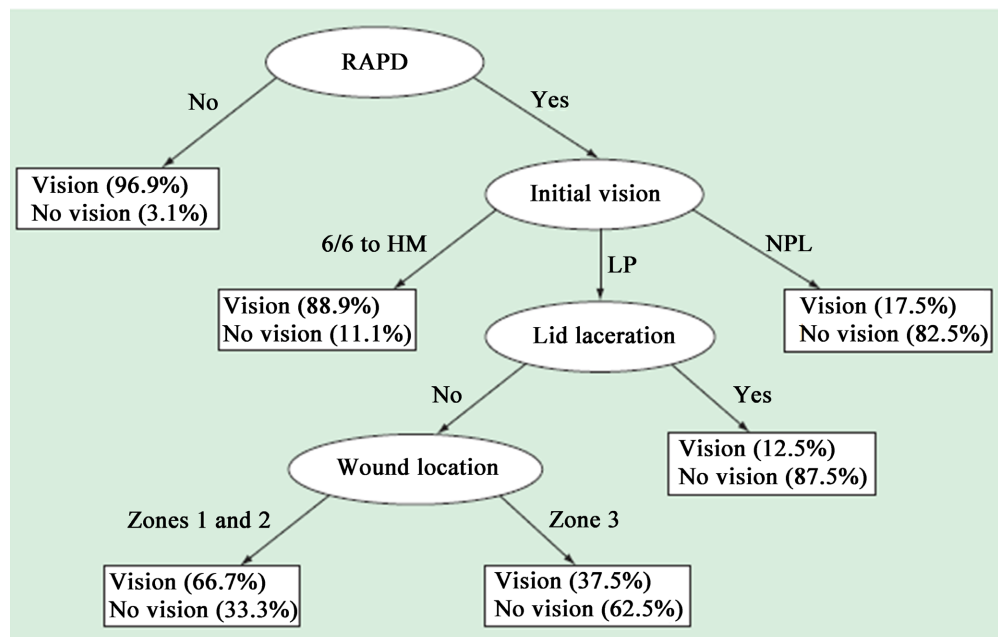 RAPD
No
Yes
Vision (96.9%)
No vision (3.1%)
Initial vision
6/6 to HM
LP
NPL
Vision (88.9%)
No vision (11.1%)
Lid laceration
Vision (17.5%)
No vision (82.5%)
No
Yes
Wound location
Vision (12.5%)
No vision (87.5%)
Zones 1 and 2
Zone 3
Vision (66.7%)
No vision (33.3%)
Vision (37.5%)
No vision (62.5%)